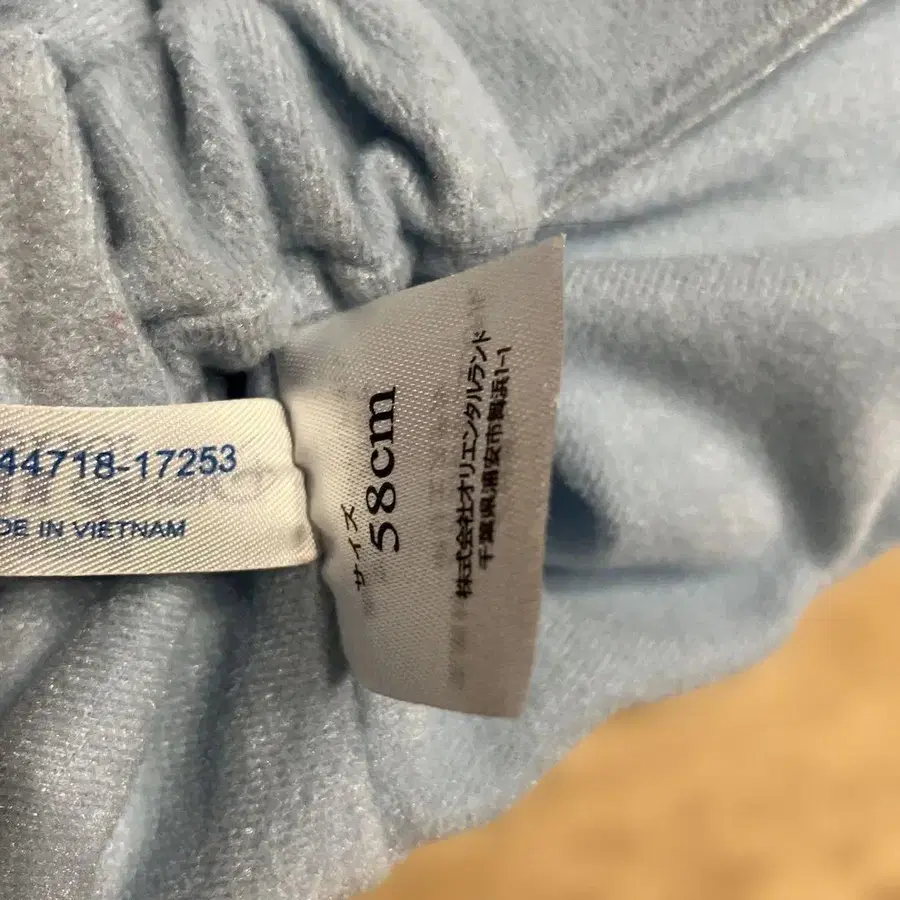 44718-17253
DE IN VIETNAM
サイズ
58cm
株式会社オリエンタルランド
千葉県浦安市舞浜1-1